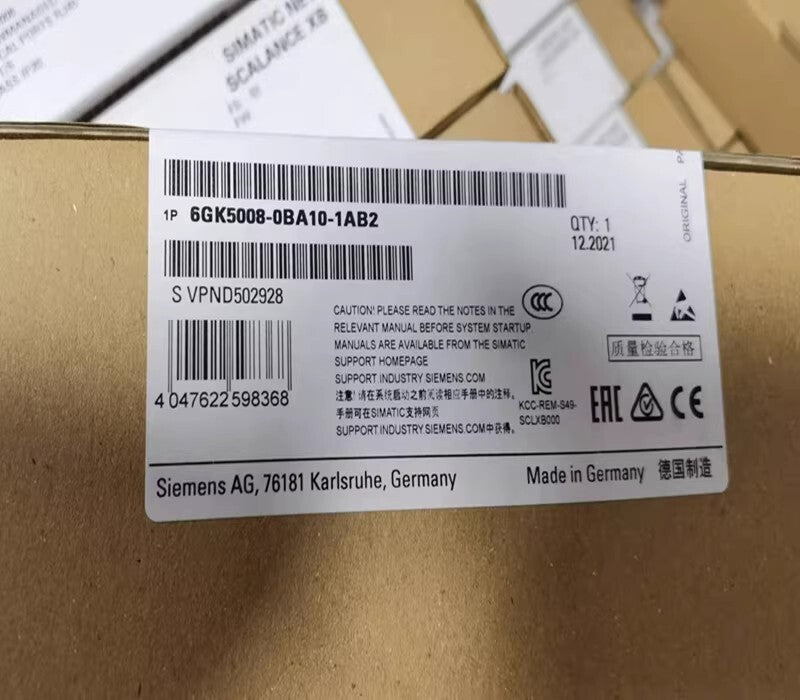 SIMATIC NE
SCALANCE XB
ORIGINAL PA
1P 6GK5008-0BA10-1AB2
QTY: 1
12.2021
S VPND502928
4 047622 598368
CAUTION! PLEASE READ THE NOTES IN THE
RELEVANT MANUAL BEFORE SYSTEM STARTUP
MANUALS ARE AVAILABLE FROM THE SIMATIC
SUPPORT HOMEPAGE
SUPPORT.INDUSTRY.SIEMENS.COM
注意! 请在系统启动之前阅读相应手册中的注释。
手册可在SIMATIC支持网页
SUPPORT.INDUSTRY.SIEMENS.COM中获得。
CCC
KCC-REM-S49-
SCLXB000
质量检验合格
EAC CE
Siemens AG, 76181 Karlsruhe, Germany
Made in Germany 德国制造